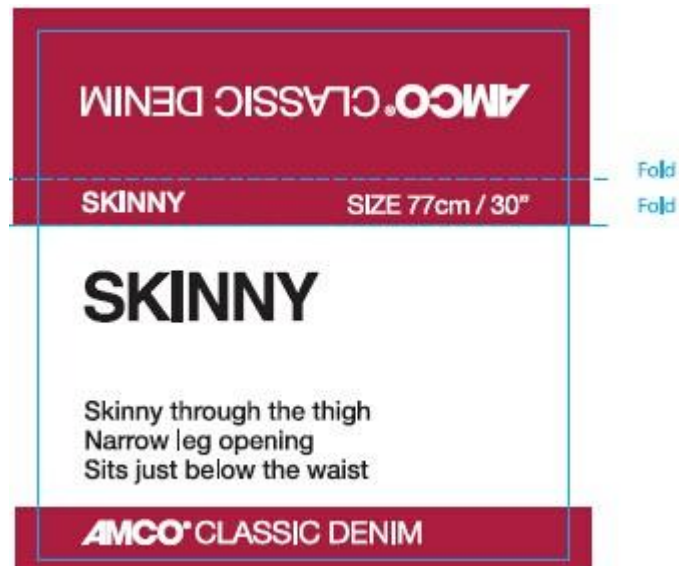 AMCO® CLASSIC DENIM
Fold
SKINNY SIZE 77cm / 30”
Fold
SKINNY
Skinny through the thigh
Narrow leg opening
Sits just below the waist
AMCO® CLASSIC DENIM